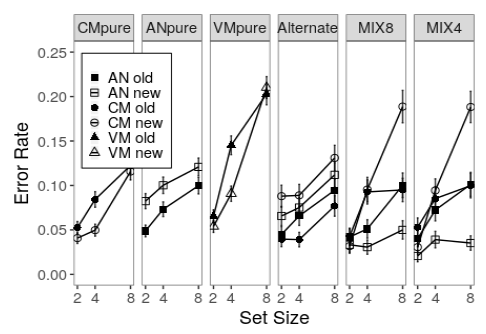 CMpure ANpure VMpure Alternate MIX8 MIX4
0.25
0.20
0.15
0.10
0.05
0.00
Error Rate
AN old
AN new
CM old
CM new
VM old
VM new
2 4 8 2 4 8 2 4 8 2 4 8 2 4 8 2 4 8
Set Size